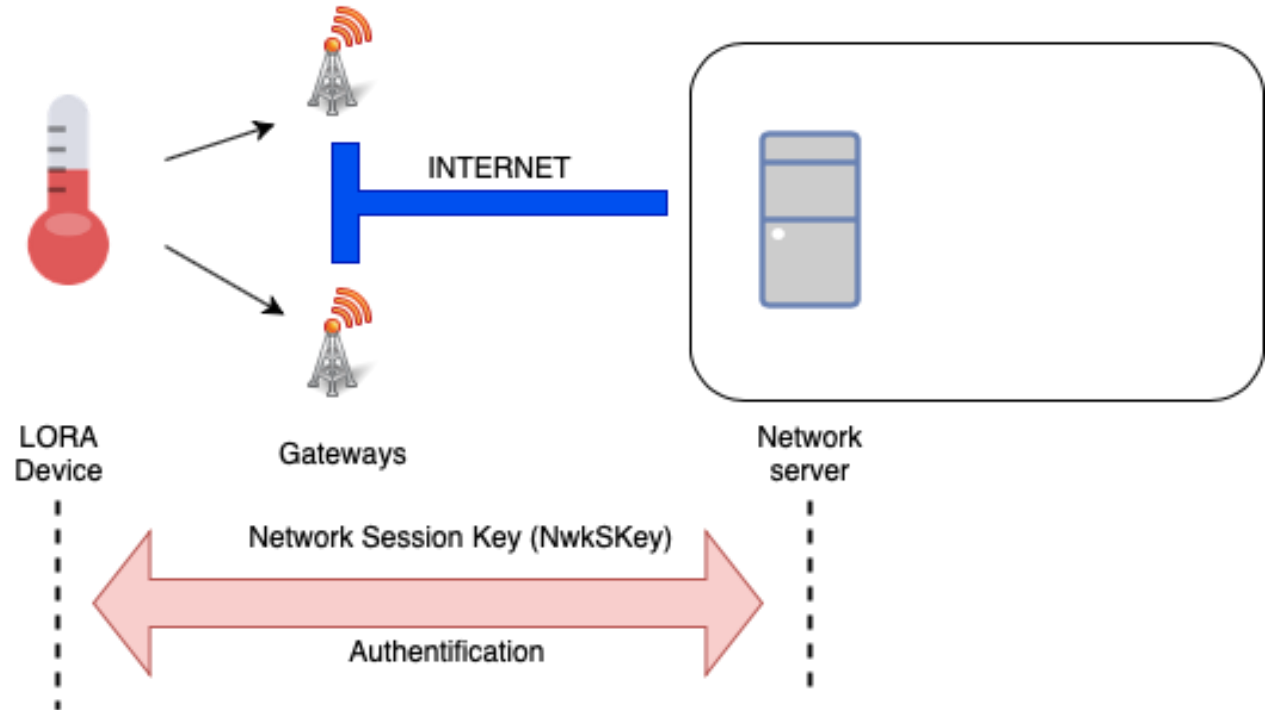 INTERNET
LORA
Device
Gateways
Network
server
Network Session Key (NwkSKey)
Authentification